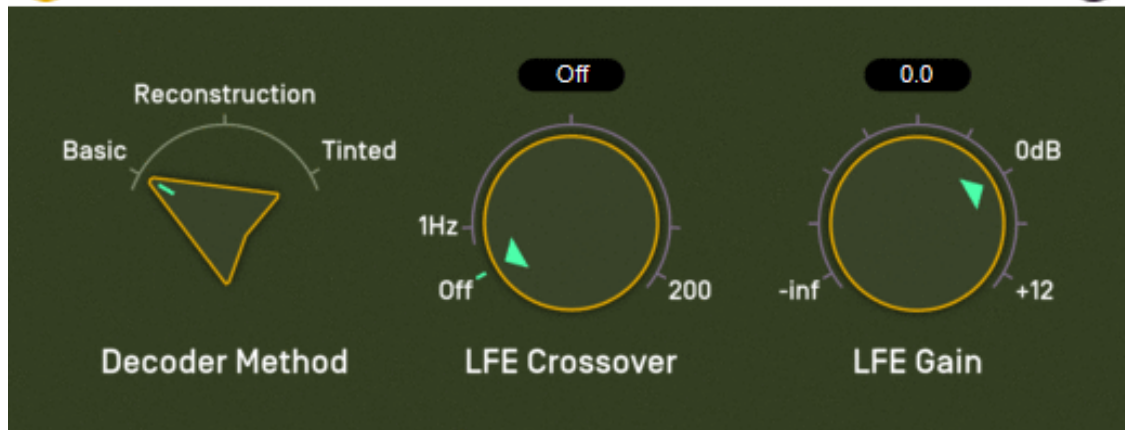 Off
0.0
Reconstruction
Basic
Tinted
0dB
1Hz
Off
200
-inf
+12
Decoder Method
LFE Crossover
LFE Gain